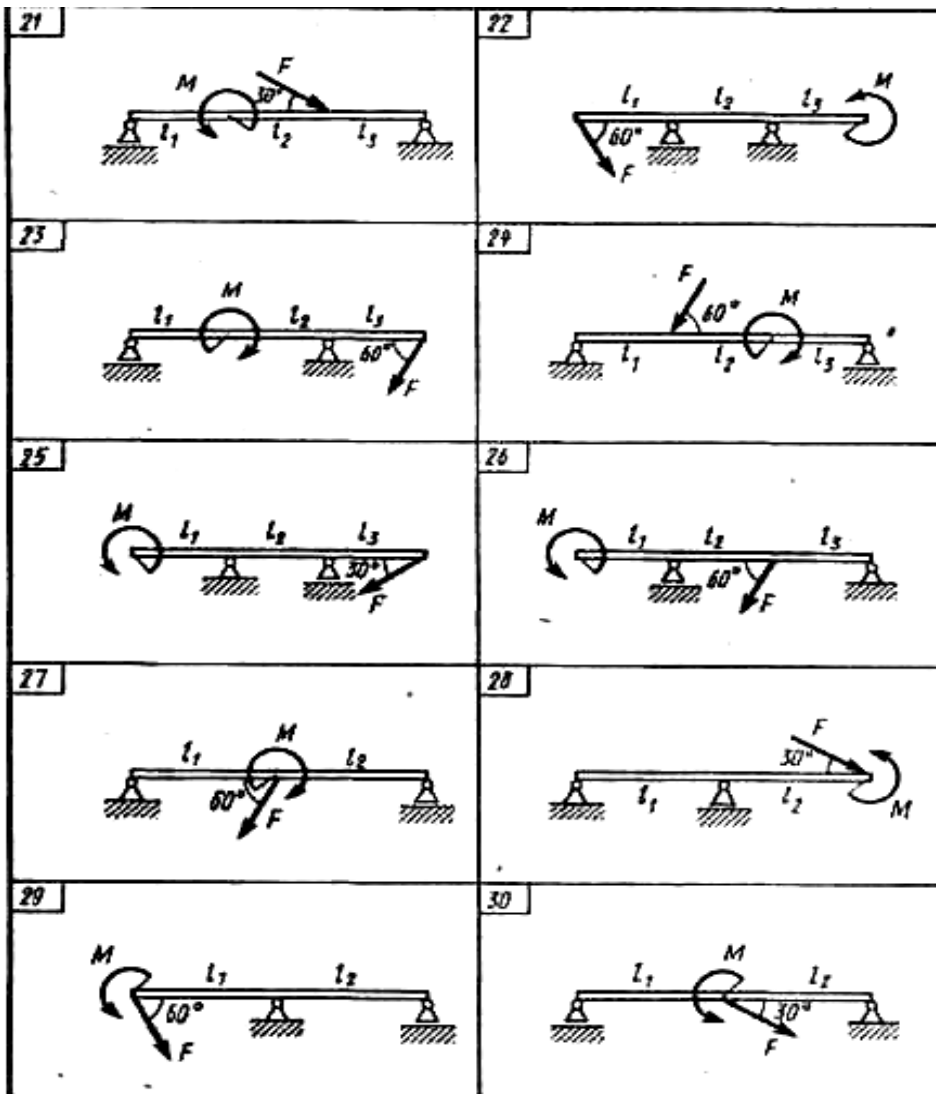 21
M F
30°
l₁ l₂ l₃
22
l₁ l₂ l₃ M
60°
F
23
M
l₁ l₂ l₃
60°
F
24
F M
60°
l₁ l₂ l₃
25
M
l₁ l₂ l₃
30°
F
26
M
l₁ l₂ l₃
60°
F
27
M
l₁ l₂
60°
F
28
F
30°
l₁ l₂ M
29
M
l₁ l₂
60°
F
30
l₁ M l₂
30°
F